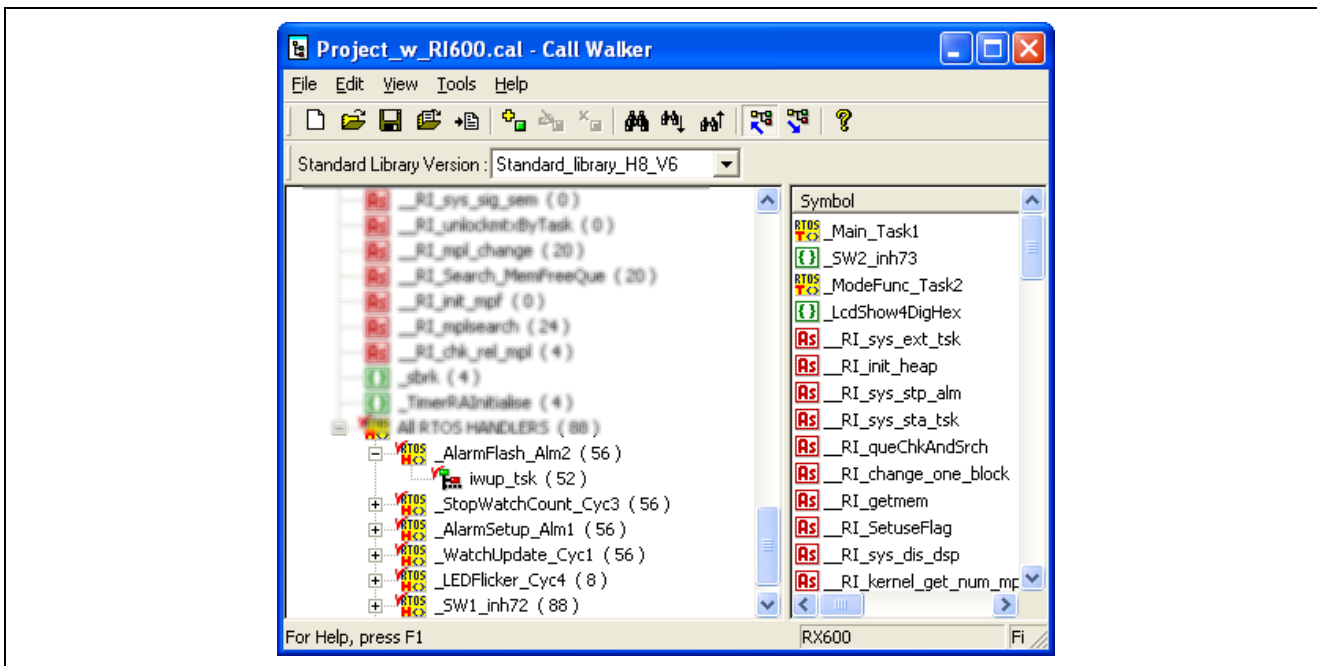 Project_w_RI600.cal - Call Walker
File Edit View Tools Help
Standard Library Version : Standard_library_H8_V6
__RI_sys_sig_sem ( 0 )
__RI_unlockmtxByTask ( 0 )
__RI_mpl_change ( 20 )
__RI_Search_MemFreeQue ( 20 )
__RI_init_mpf ( 0 )
__RI_mplsearch ( 24 )
__RI_chk_rel_mpl ( 4 )
_sbrk ( 4 )
_TimerRAInitialise ( 4 )
All RTOS HANDLERS ( 88 )
_AlarmFlash_Alm2 ( 56 )
iwup_tsk ( 52 )
_StopWatchCount_Cyc3 ( 56 )
_AlarmSetup_Alm1 ( 56 )
_WatchUpdate_Cyc1 ( 56 )
_LEDFlicker_Cyc4 ( 8 )
_SW1_inh72 ( 88 )
Symbol
_Main_Task1
_SW2_inh73
_ModeFunc_Task2
_LcdShow4DigHex
__RI_sys_ext_tsk
__RI_init_heap
__RI_sys_stp_alm
__RI_sys_sta_tsk
__RI_queChkAndSrch
__RI_change_one_block
__RI_getmem
__RI_SetuseFlag
__RI_sys_dis_dsp
__RI_kernel_get_num_mp
For Help, press F1
RX600
Fi